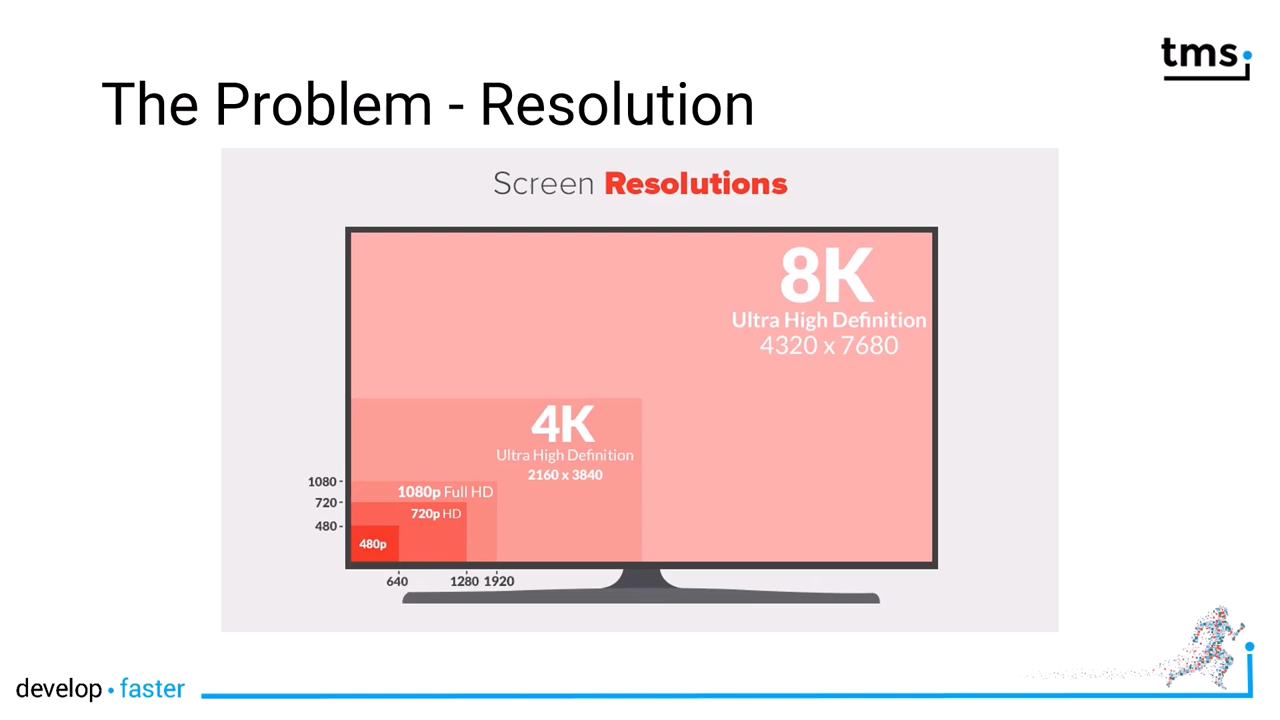 tms
The Problem - Resolution
Screen Resolutions
8K
Ultra High Definition
4320 x 7680
4K
Ultra High Definition
2160 x 3840
1080 -
1080p Full HD
720 -
720p HD
480 -
480p
640
1280
1920
develop • faster